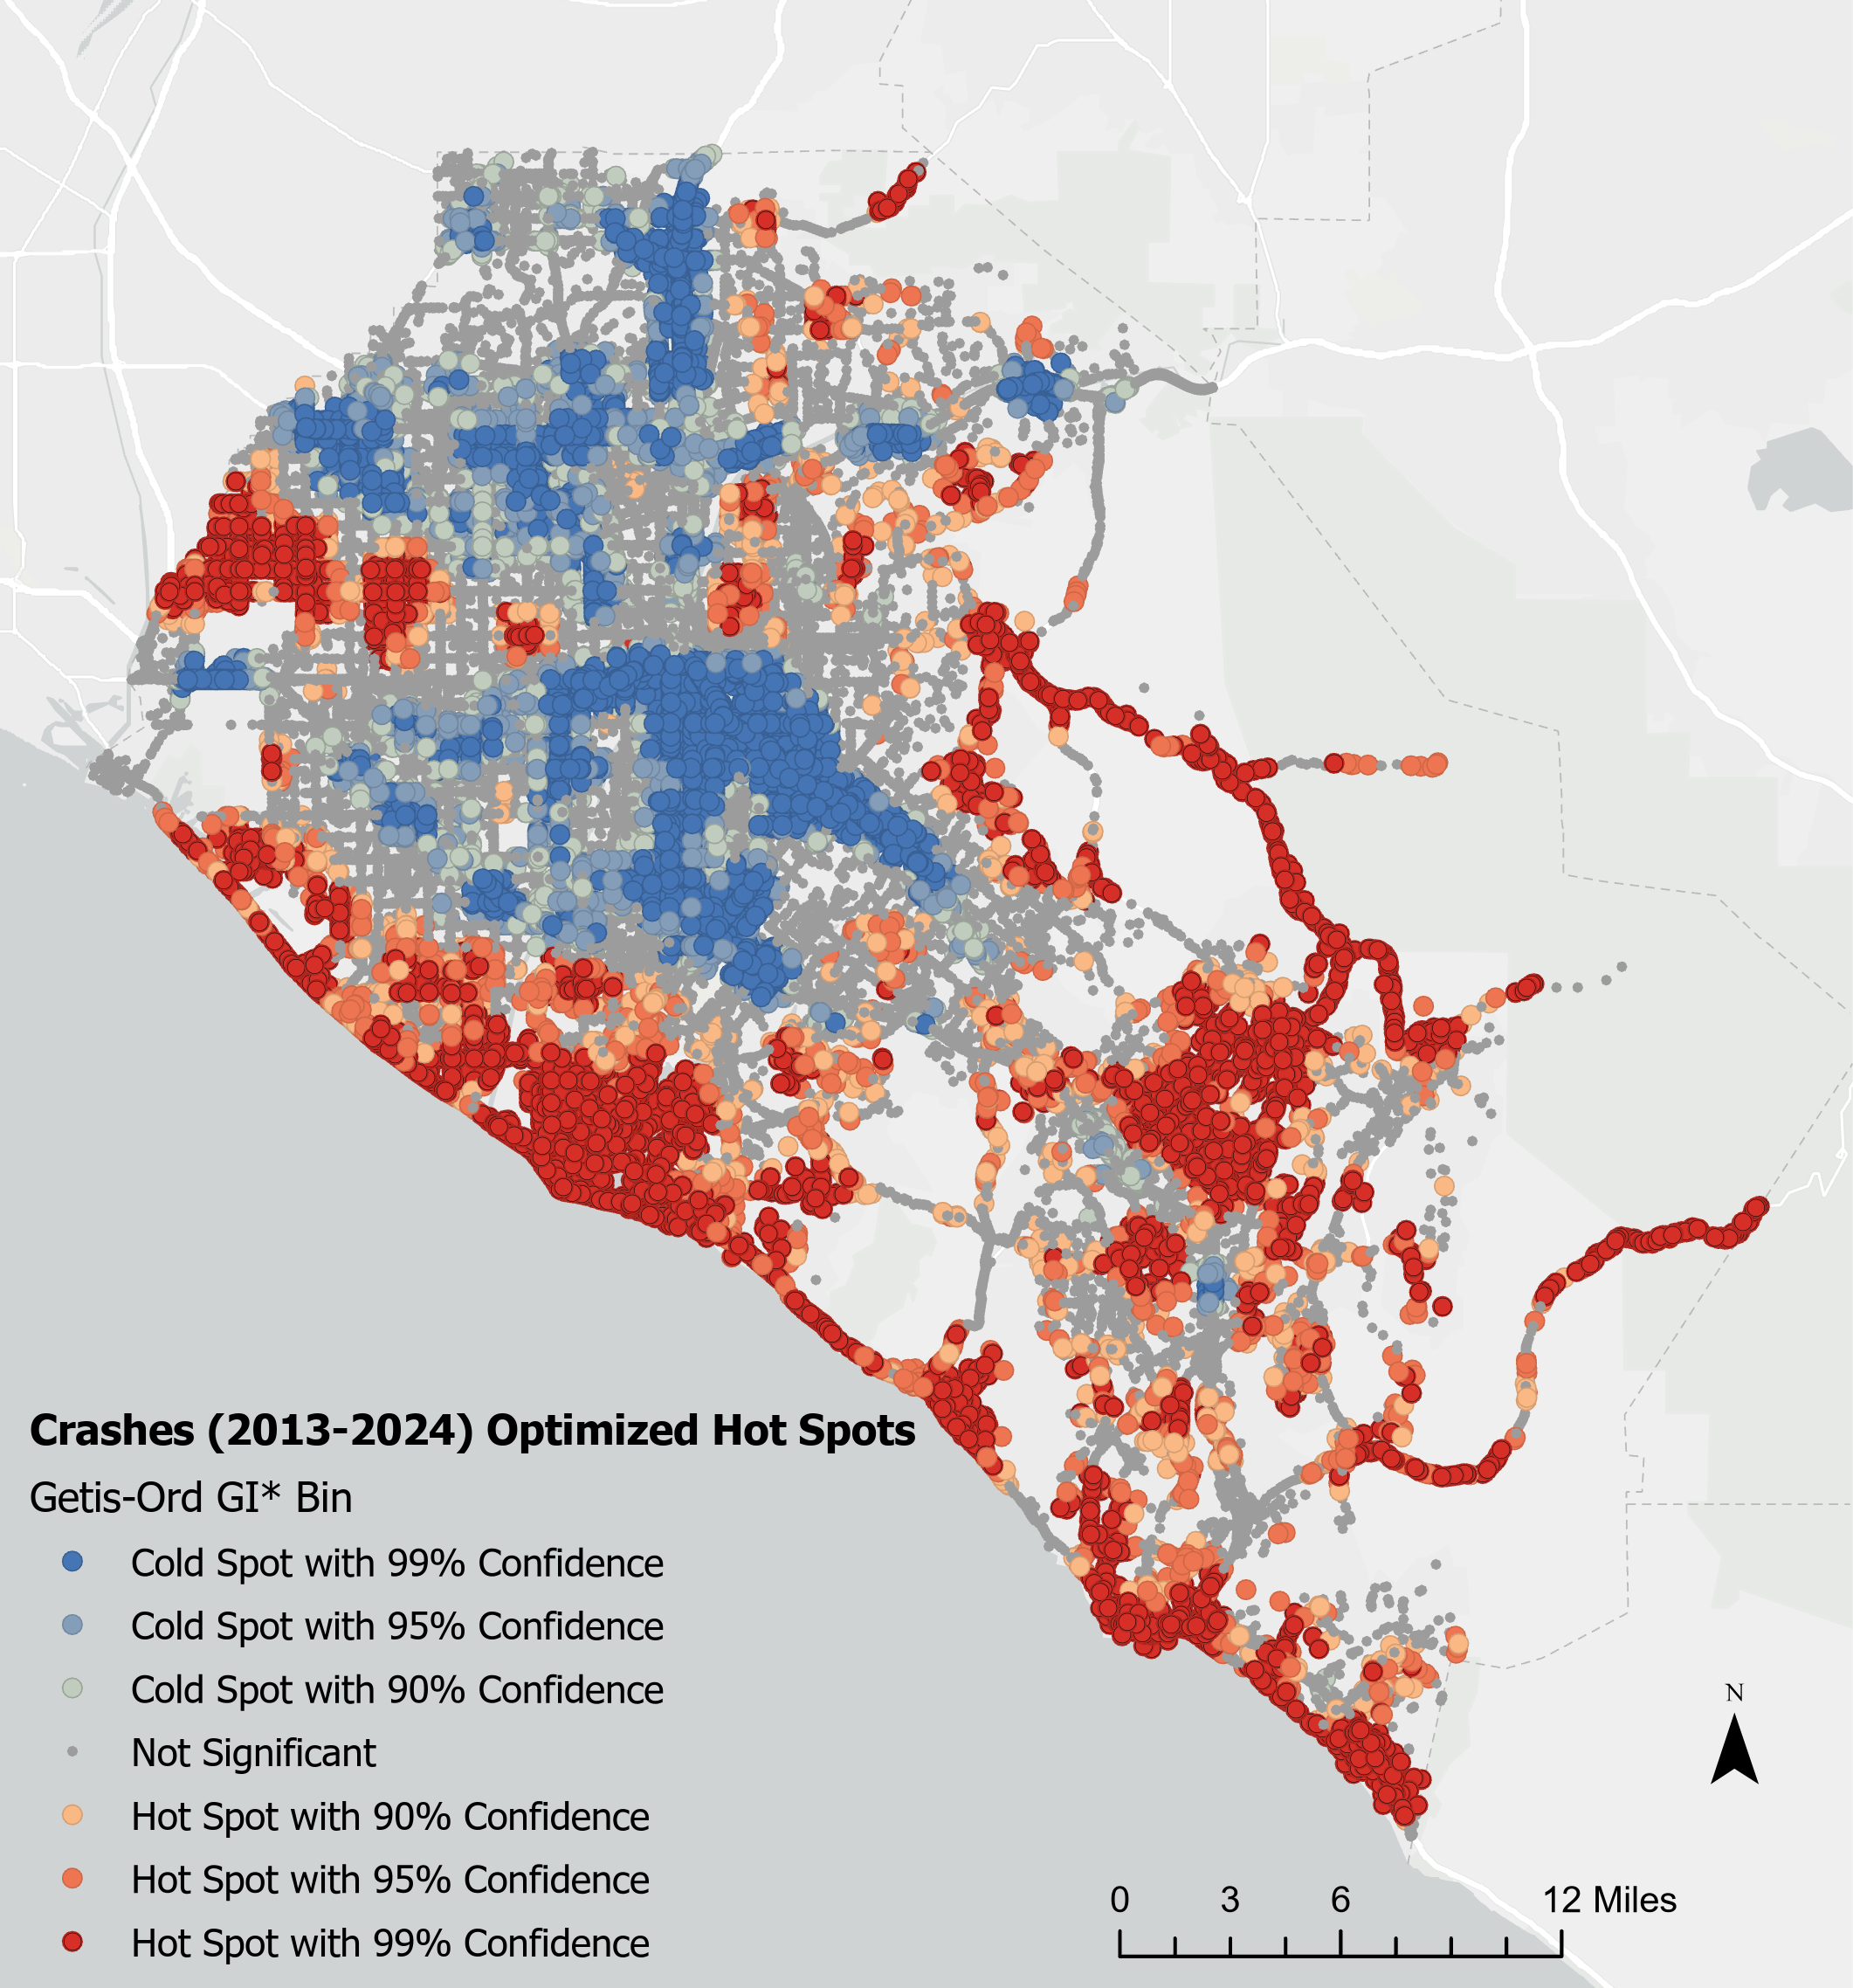 Crashes (2013-2024) Optimized Hot Spots
Getis-Ord GI* Bin
Cold Spot with 99% Confidence
Cold Spot with 95% Confidence
Cold Spot with 90% Confidence
Not Significant
Hot Spot with 90% Confidence
Hot Spot with 95% Confidence
Hot Spot with 99% Confidence
N
0 3 6 12 Miles